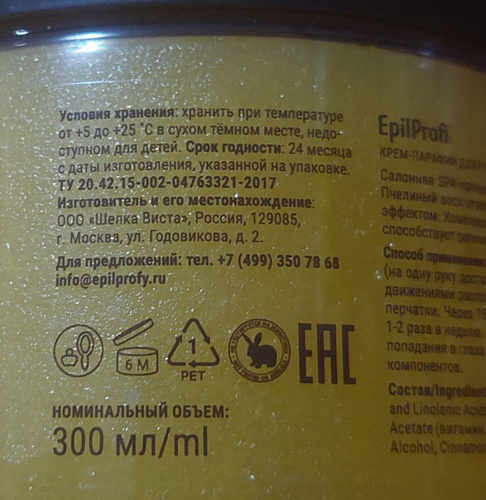 Условия хранения: хранить при температуре
от +5 до +25 °С в сухом тёмном месте, недо-
ступном для детей. Срок годности: 24 месяца
с даты изготовления, указанной на упаковке.
ТУ 20.42.15-002-04763321-2017
Изготовитель и его местонахождение:
ООО «Шелка Виста», Россия, 129085,
г. Москва, ул. Годовикова, д. 2.
Для предложений: тел. +7 (499) 350 78 68
info@epilprofy.ru
6 М
1
PET
EAC
НОМИНАЛЬНЫЙ ОБЪЕМ:
300 мл/ml
EpilProfi
КРЕМ-ПАРАФИН
Салонная SPA-
Пчелиный воск
эффектом.
способствует
Способ применения:
(на одну руку
движениями
перчатки. Через
1-2 раза в неделю.
попадания в глаза
компонентов.
Состав/Ingredients
and Linolenic Acid
Acetate (витамин
Alcohol,